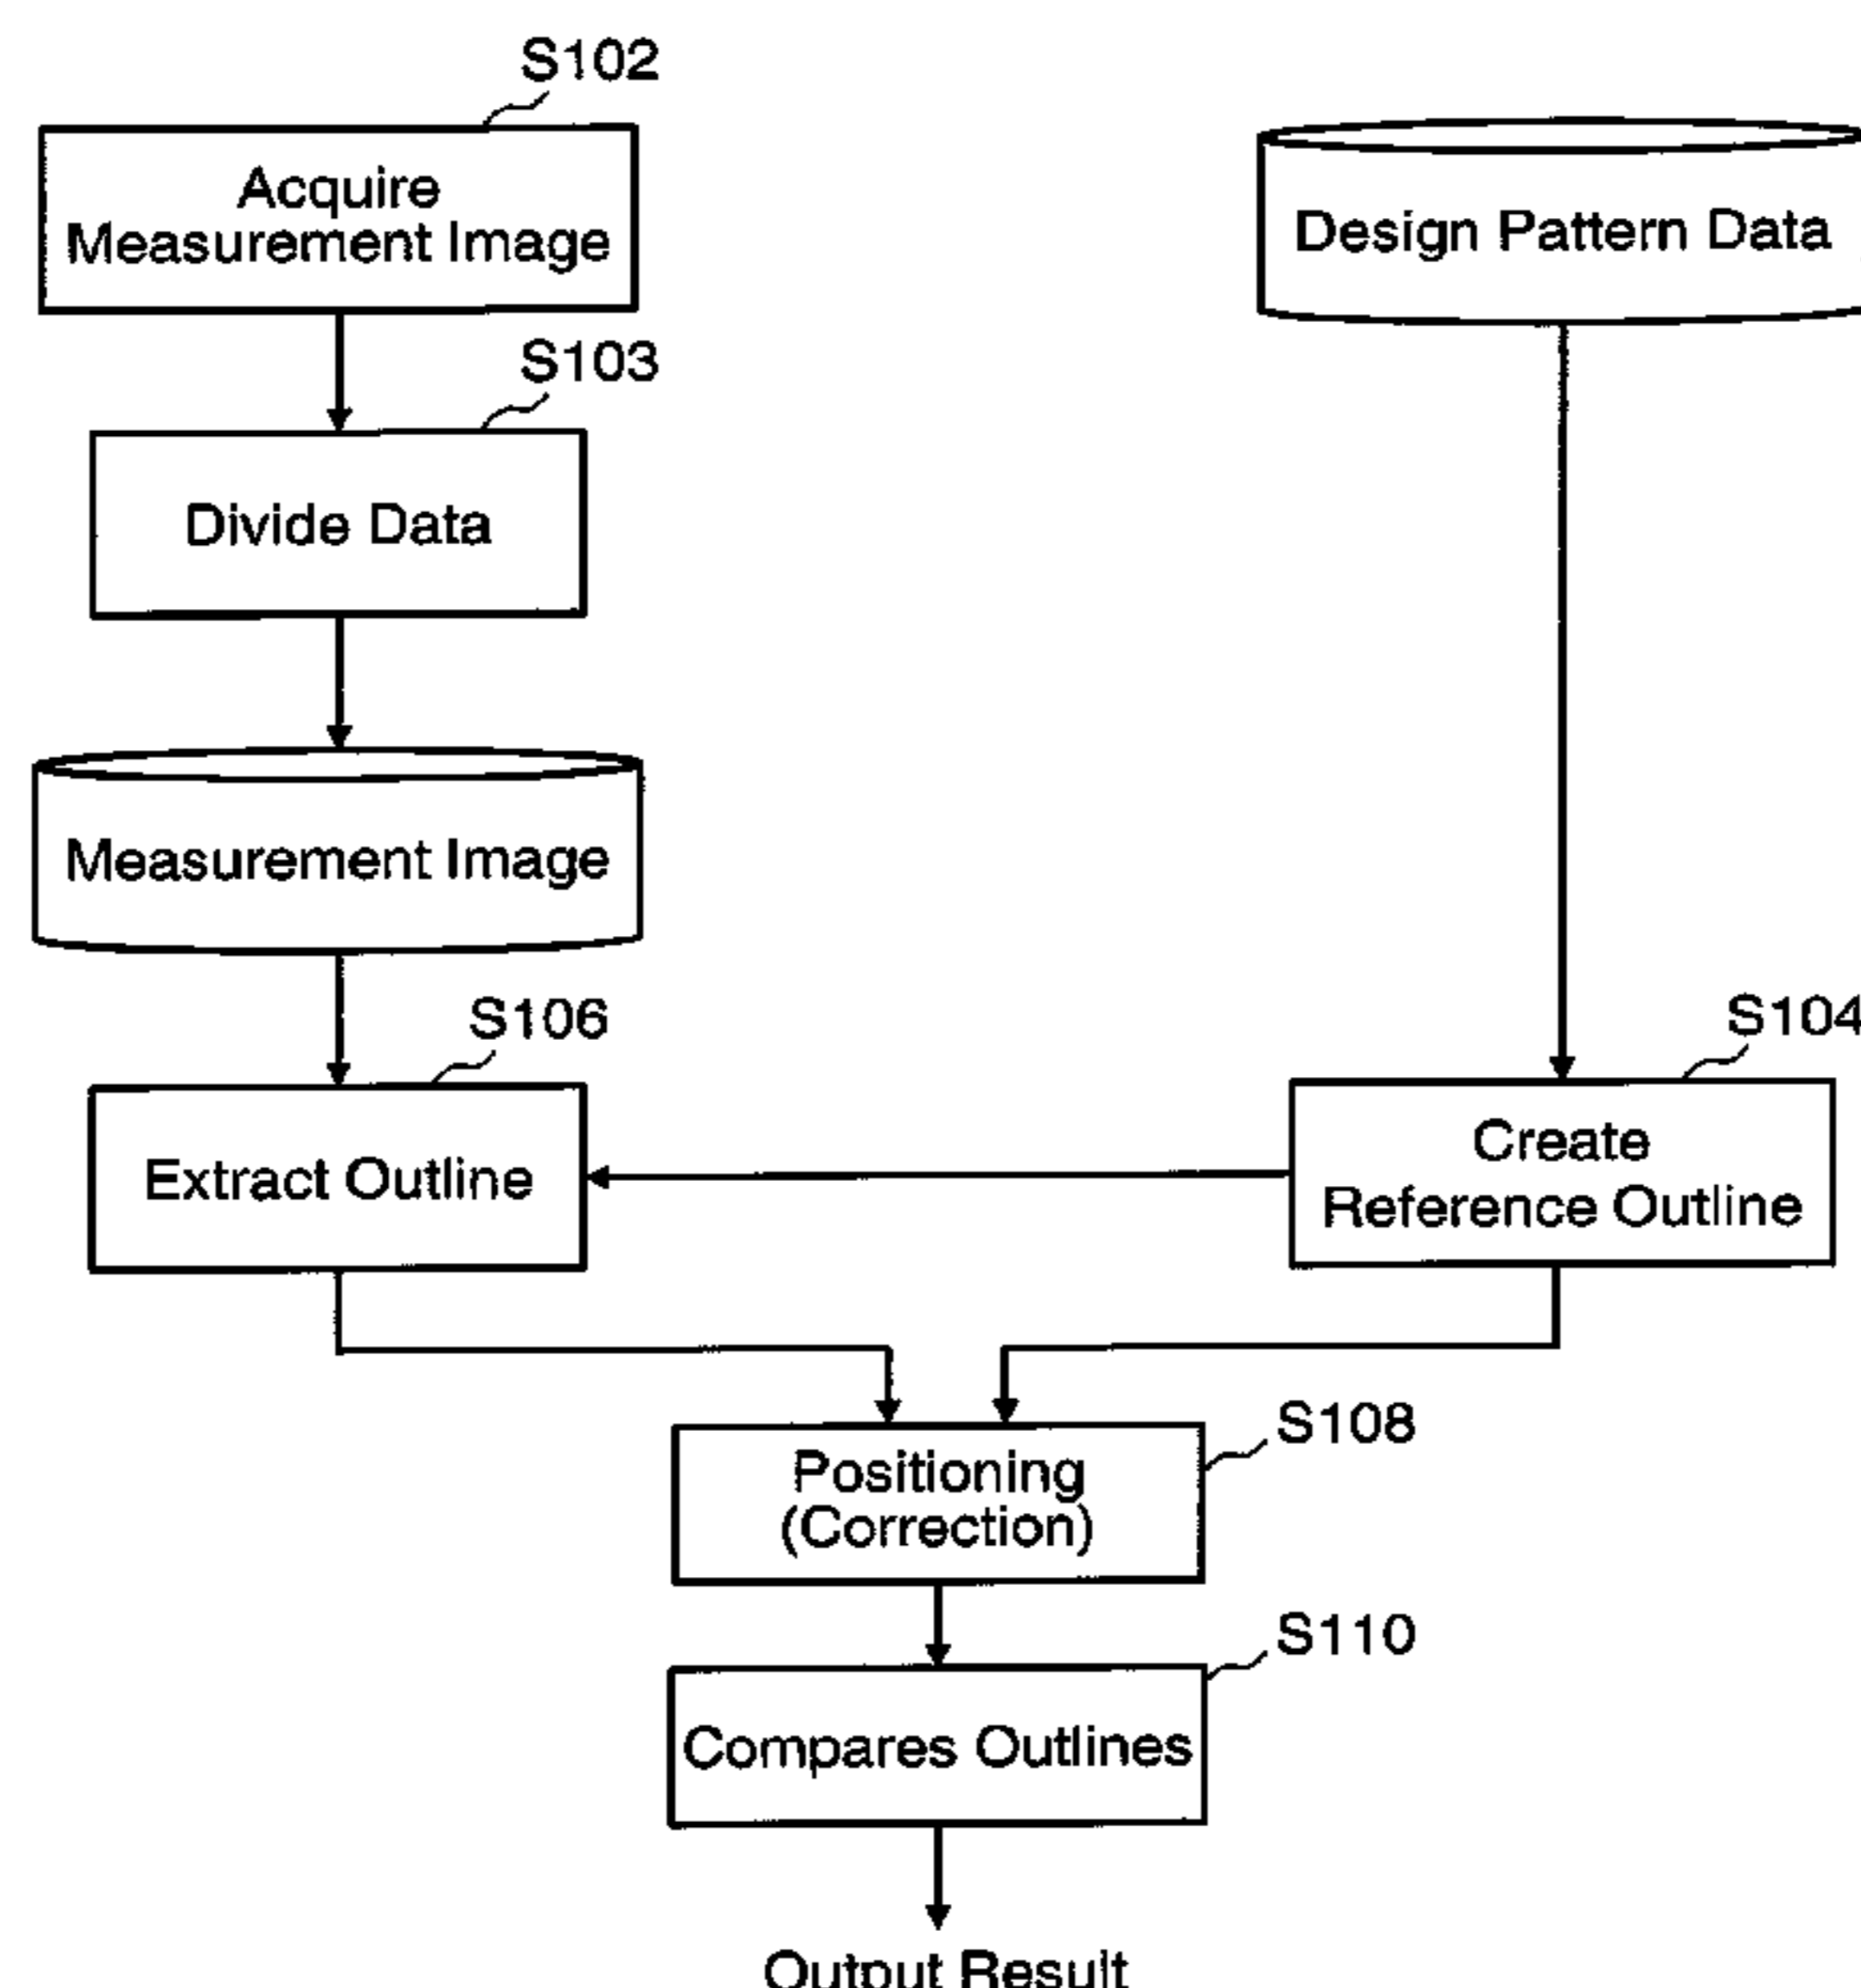 S102
Acquire
Measurement Image
Design Pattern Data
S103
Divide Data
Measurement Image
S106
S104
Extract Outline
Create
Reference Outline
S108
Positioning
(Correction)
S110
Compares Outlines
Output Result